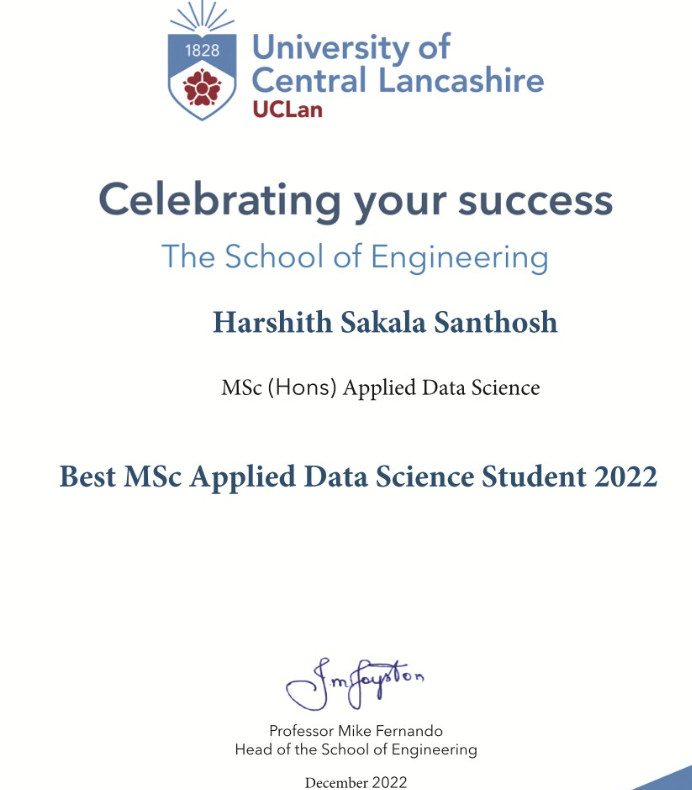 1828
University of
Central Lancashire
UCLan
Celebrating your success
The School of Engineering
Harshith Sakala Santhosh
MSc (Hons) Applied Data Science
Best MSc Applied Data Science Student 2022
Professor Mike Fernando
Head of the School of Engineering
December 2022